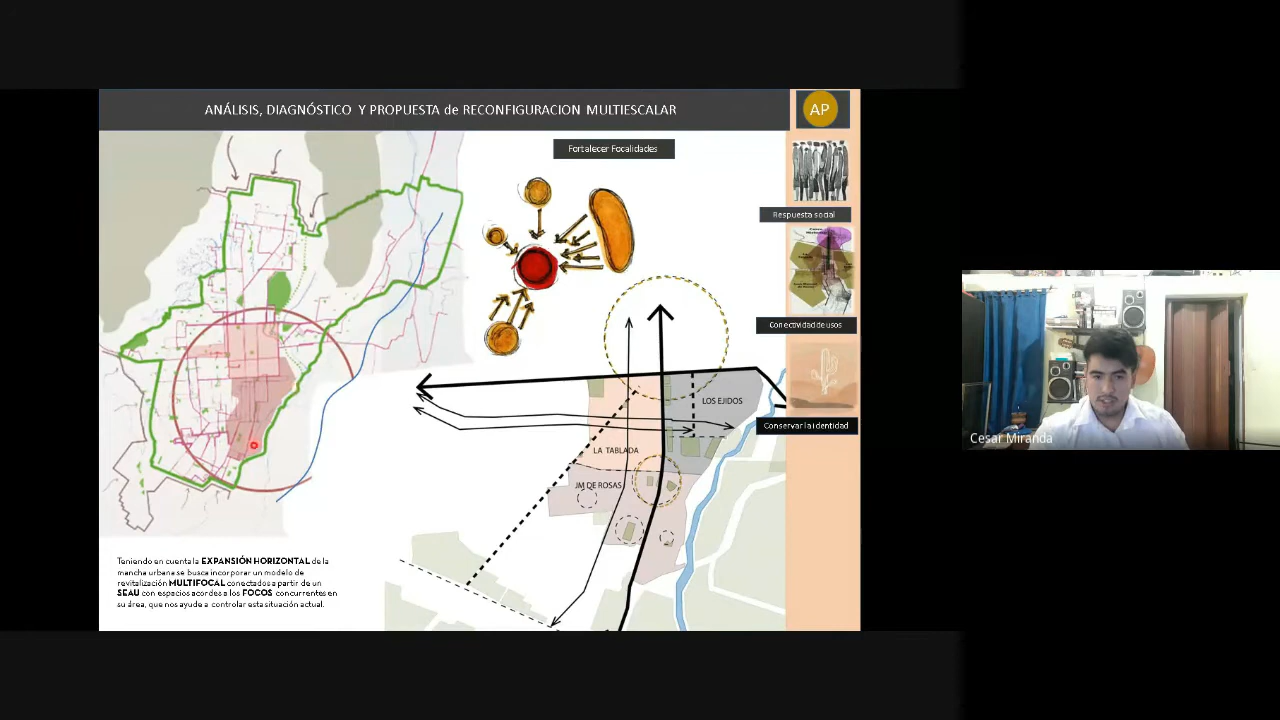 ANÁLISIS, DIAGNÓSTICO Y PROPUESTA de RECONFIGURACION MULTIESCALAR
AP
Fortalecer Focalidades
Respuesta social
Conectividad de usos
Conservar la identidad
LOS EJIDOS
LA TABLADA
JM DE ROSAS
Teniendo en cuenta la EXPANSIÓN HORIZONTAL de la
mancha urbana se busca incorporar un modelo de
revitalización MULTIFOCAL conectados a partir de un
SEAU con espacios acordes a los FOCOS concurrentes en
su área, que nos ayude a controlar esta situación actual.
Cesar Miranda